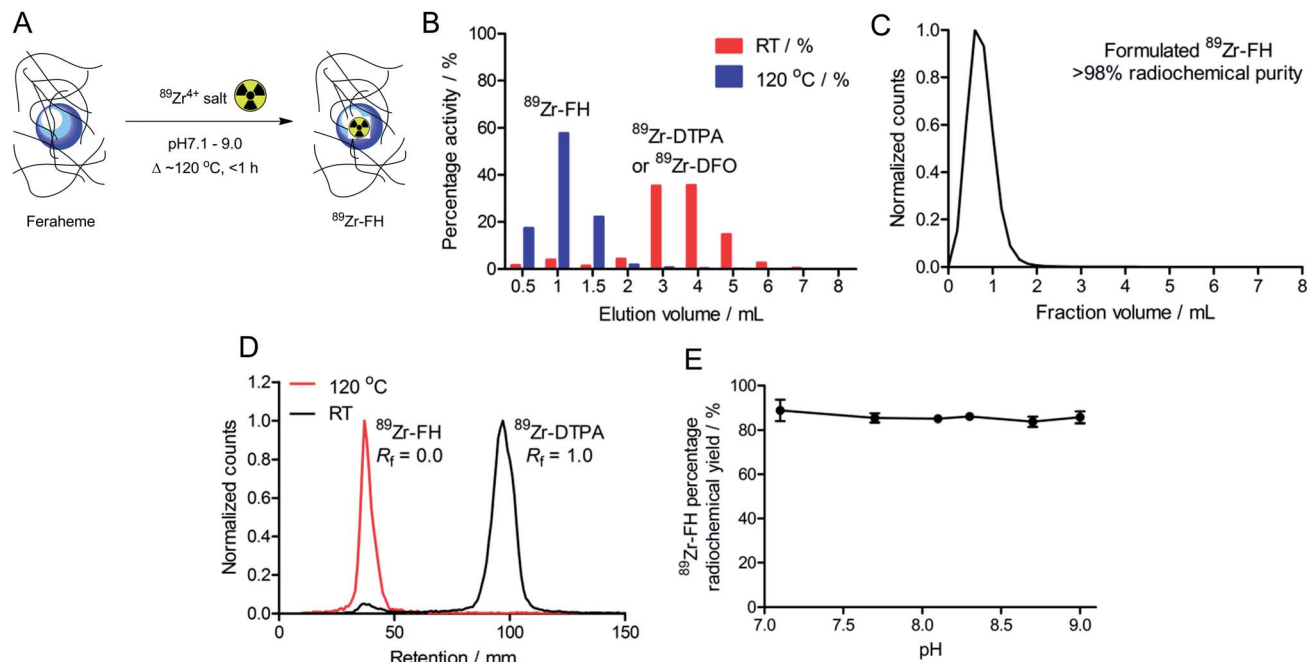 A
⁸⁹Zr⁴⁺ salt
pH7.1 - 9.0
Δ ~120 °C, <1 h
Feraheme
⁸⁹Zr-FH
B
Percentage activity / %
100
80
60
40
20
0
RT / %
120 °C / %
⁸⁹Zr-FH
⁸⁹Zr-DTPA
or ⁸⁹Zr-DFO
0.5 1 1.5 2 3 4 5 6 7 8
Elution volume / mL
C
Normalized counts
1.0
0.8
0.6
0.4
0.2
0.0
Formulated ⁸⁹Zr-FH
>98% radiochemical purity
0 1 2 3 4 5 6 7 8
Fraction volume / mL
D
Normalized counts
1.2
1.0
0.8
0.6
0.4
0.2
0.0
120 °C
RT
⁸⁹Zr-FH
Rf = 0.0
⁸⁹Zr-DTPA
Rf = 1.0
0 50 100 150
Retention / mm
E
⁸⁹Zr-FH percentage
radiochemical yield / %
100
80
60
40
20
0
7.0 7.5 8.0 8.5 9.0
pH